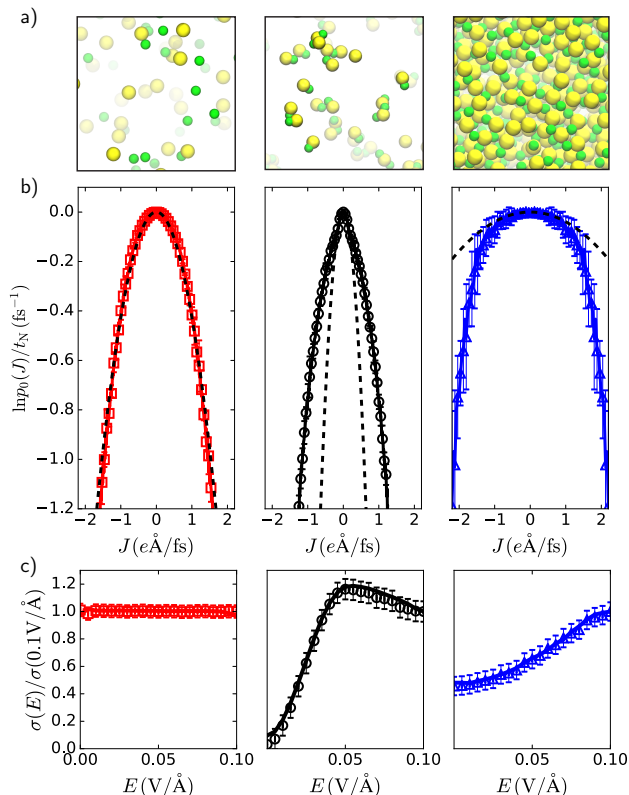 a)
b)
ln p₀(J)/t_N (fs⁻¹)
0.0
−0.2
−0.4
−0.6
−0.8
−1.0
−1.2
−2 −1 0 1 2
−2 −1 0 1 2
−2 −1 0 1 2
J (eÅ/fs)
J (eÅ/fs)
J (eÅ/fs)
c)
σ(E)/σ(0.1V/Å)
1.2
1.0
0.8
0.6
0.4
0.2
0.0
0.00 0.05 0.10
0.05 0.10
0.05 0.10
E (V/Å)
E (V/Å)
E (V/Å)